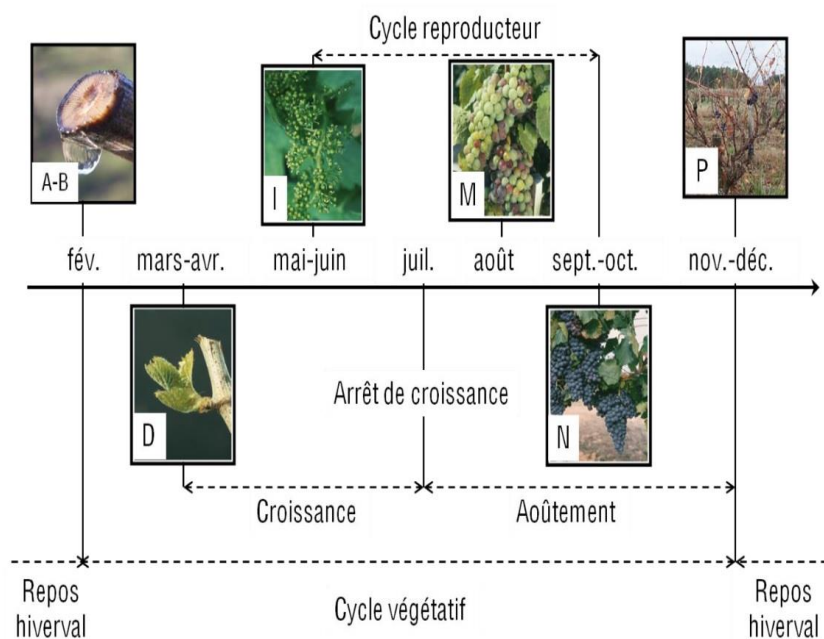 Cycle reproducteur
A-B
I
M
P
fév. mars-avr. mai-juin juil. août sept.-oct. nov.-déc.
D
Arrêt de croissance
N
Croissance
Aoûtement
Repos
hiverval
Cycle végétatif
Repos
hiverval